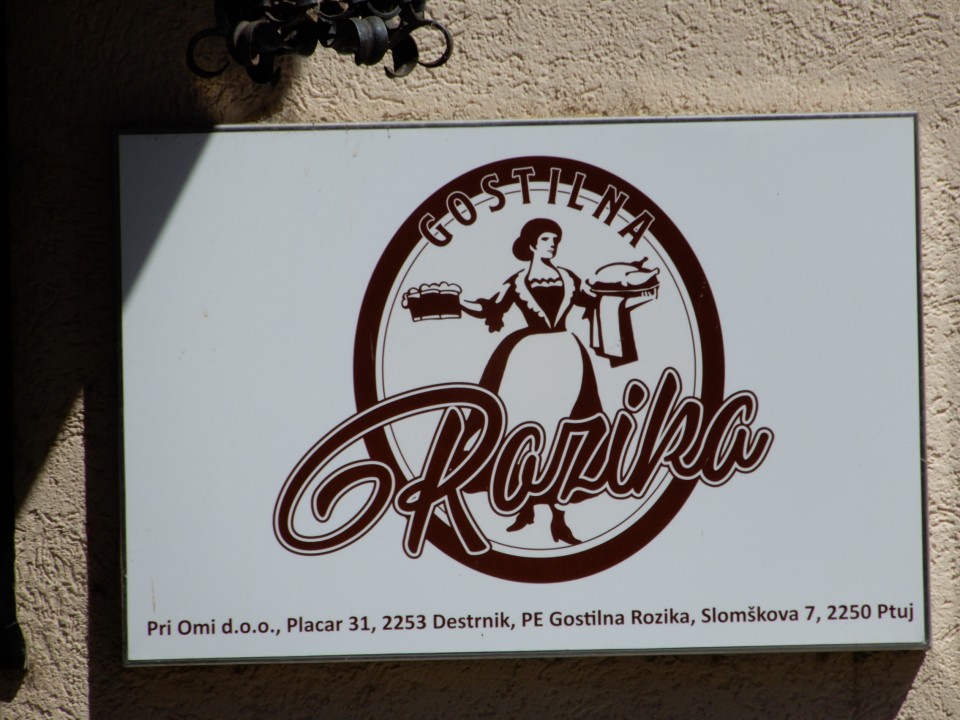 GOSTILNA
Rozika
Pri Omi d.o.o., Placar 31, 2253 Destrnik, PE Gostilna Rozika, Slomškova 7, 2250 Ptuj